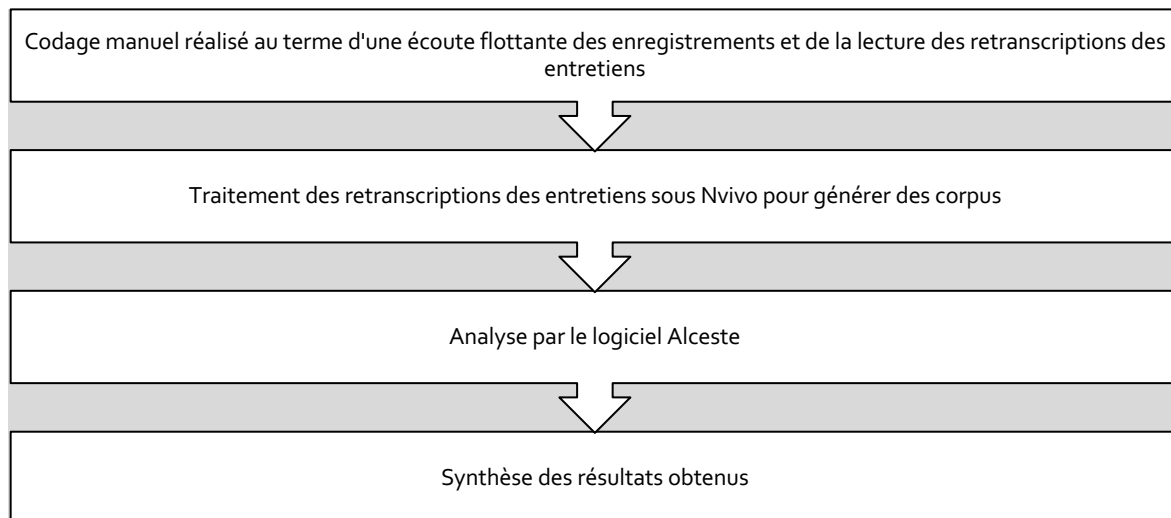 Codage manuel réalisé au terme d'une écoute flottante des enregistrements et de la lecture des retranscriptions des
entretiens
Traitement des retranscriptions des entretiens sous Nvivo pour générer des corpus
Analyse par le logiciel Alceste
Synthèse des résultats obtenus